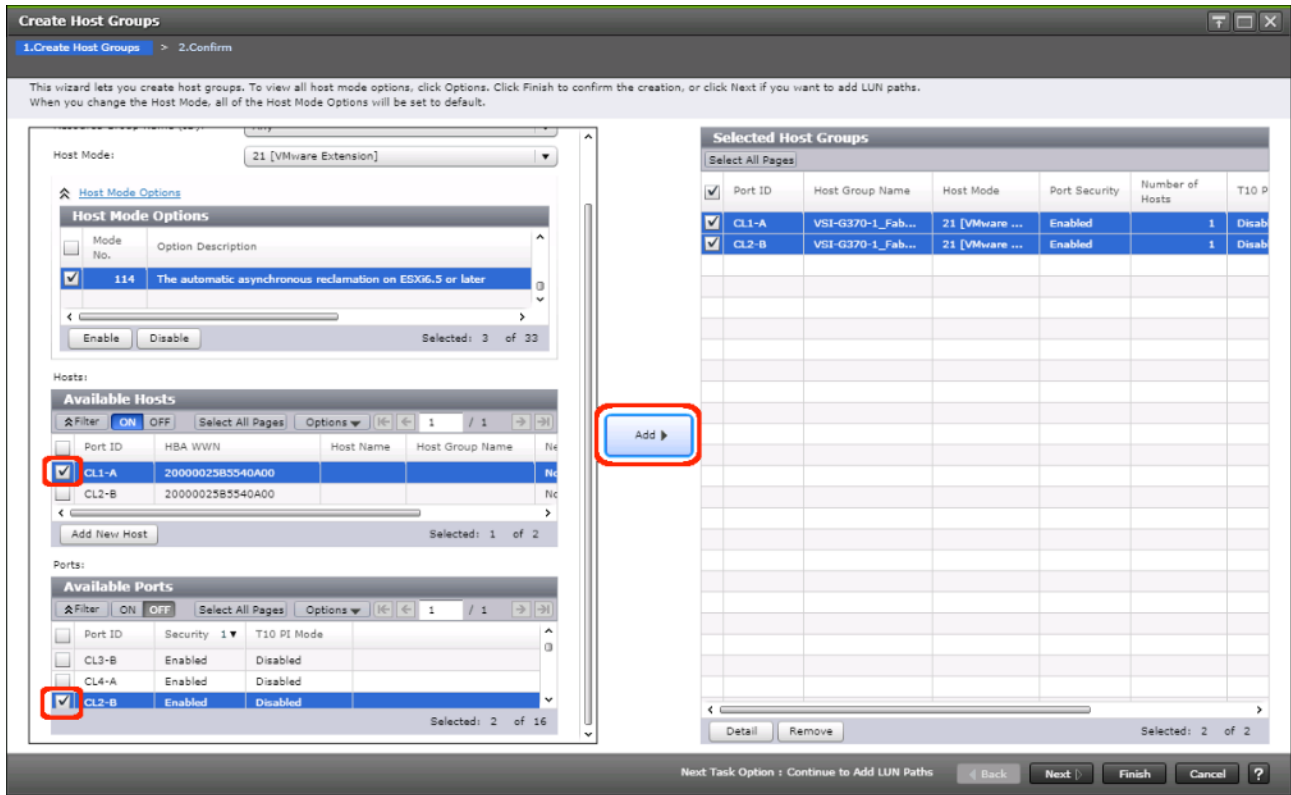 Create Host Groups
1.Create Host Groups > 2.Confirm
This wizard lets you create host groups. To view all host mode options, click Options. Click Finish to confirm the creation, or click Next if you want to add LUN paths.
When you change the Host Mode, all of the Host Mode Options will be set to default.
Host Mode: 21 [VMware Extension]
Host Mode Options
Host Mode Options
Mode No. Option Description
114 The automatic asynchronous reclamation on ESXi6.5 or later
Enable Disable Selected: 3 of 33
Hosts:
Available Hosts
Filter ON OFF Select All Pages Options 1 / 1
Port ID HBA WWN Host Name Host Group Name Ne
CL1-A 20000025B5540A00 No
CL2-B 20000025B5540A00 No
Add New Host Selected: 1 of 2
Ports:
Available Ports
Filter ON OFF Select All Pages Options 1 / 1
Port ID Security 1 T10 PI Mode
CL3-B Enabled Disabled
CL4-A Enabled Disabled
CL2-B Enabled Disabled
Selected: 2 of 16
Add
Selected Host Groups
Select All Pages
Port ID Host Group Name Host Mode Port Security Number of Hosts T10 P
CL1-A VSI-G370-1_Fab... 21 [VMware ... Enabled 1 Disab
CL2-B VSI-G370-1_Fab... 21 [VMware ... Enabled 1 Disab
Detail Remove Selected: 2 of 2
Next Task Option : Continue to Add LUN Paths Back Next Finish Cancel ?